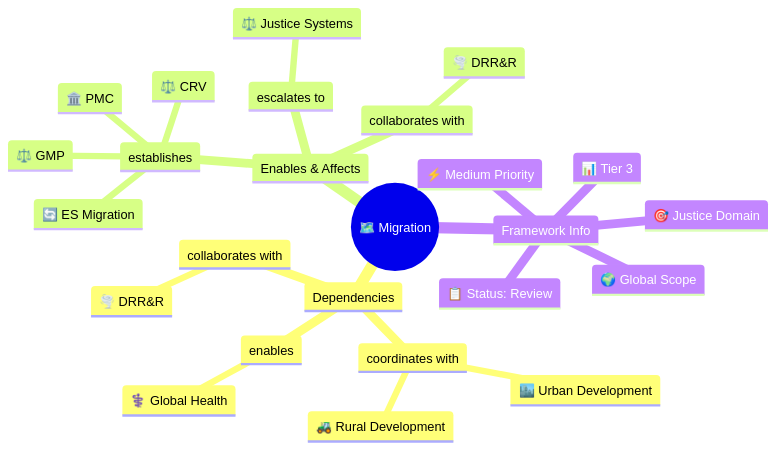 ⚖️ Justice Systems
🌪️ DRR&R
⚖️ CRV
escalates to
🏛️ PMC
collaborates with
⚖️ GMP
establishes
Enables & Affects
⚡ Medium Priority
📊 Tier 3
🔄 ES Migration
🎯 Justice Domain
🗺️ Migration
Framework Info
collaborates with
🌍 Global Scope
🌪️ DRR&R
Dependencies
📋 Status: Review
enables
coordinates with
🏙️ Urban Development
⚕️ Global Health
🚜 Rural Development